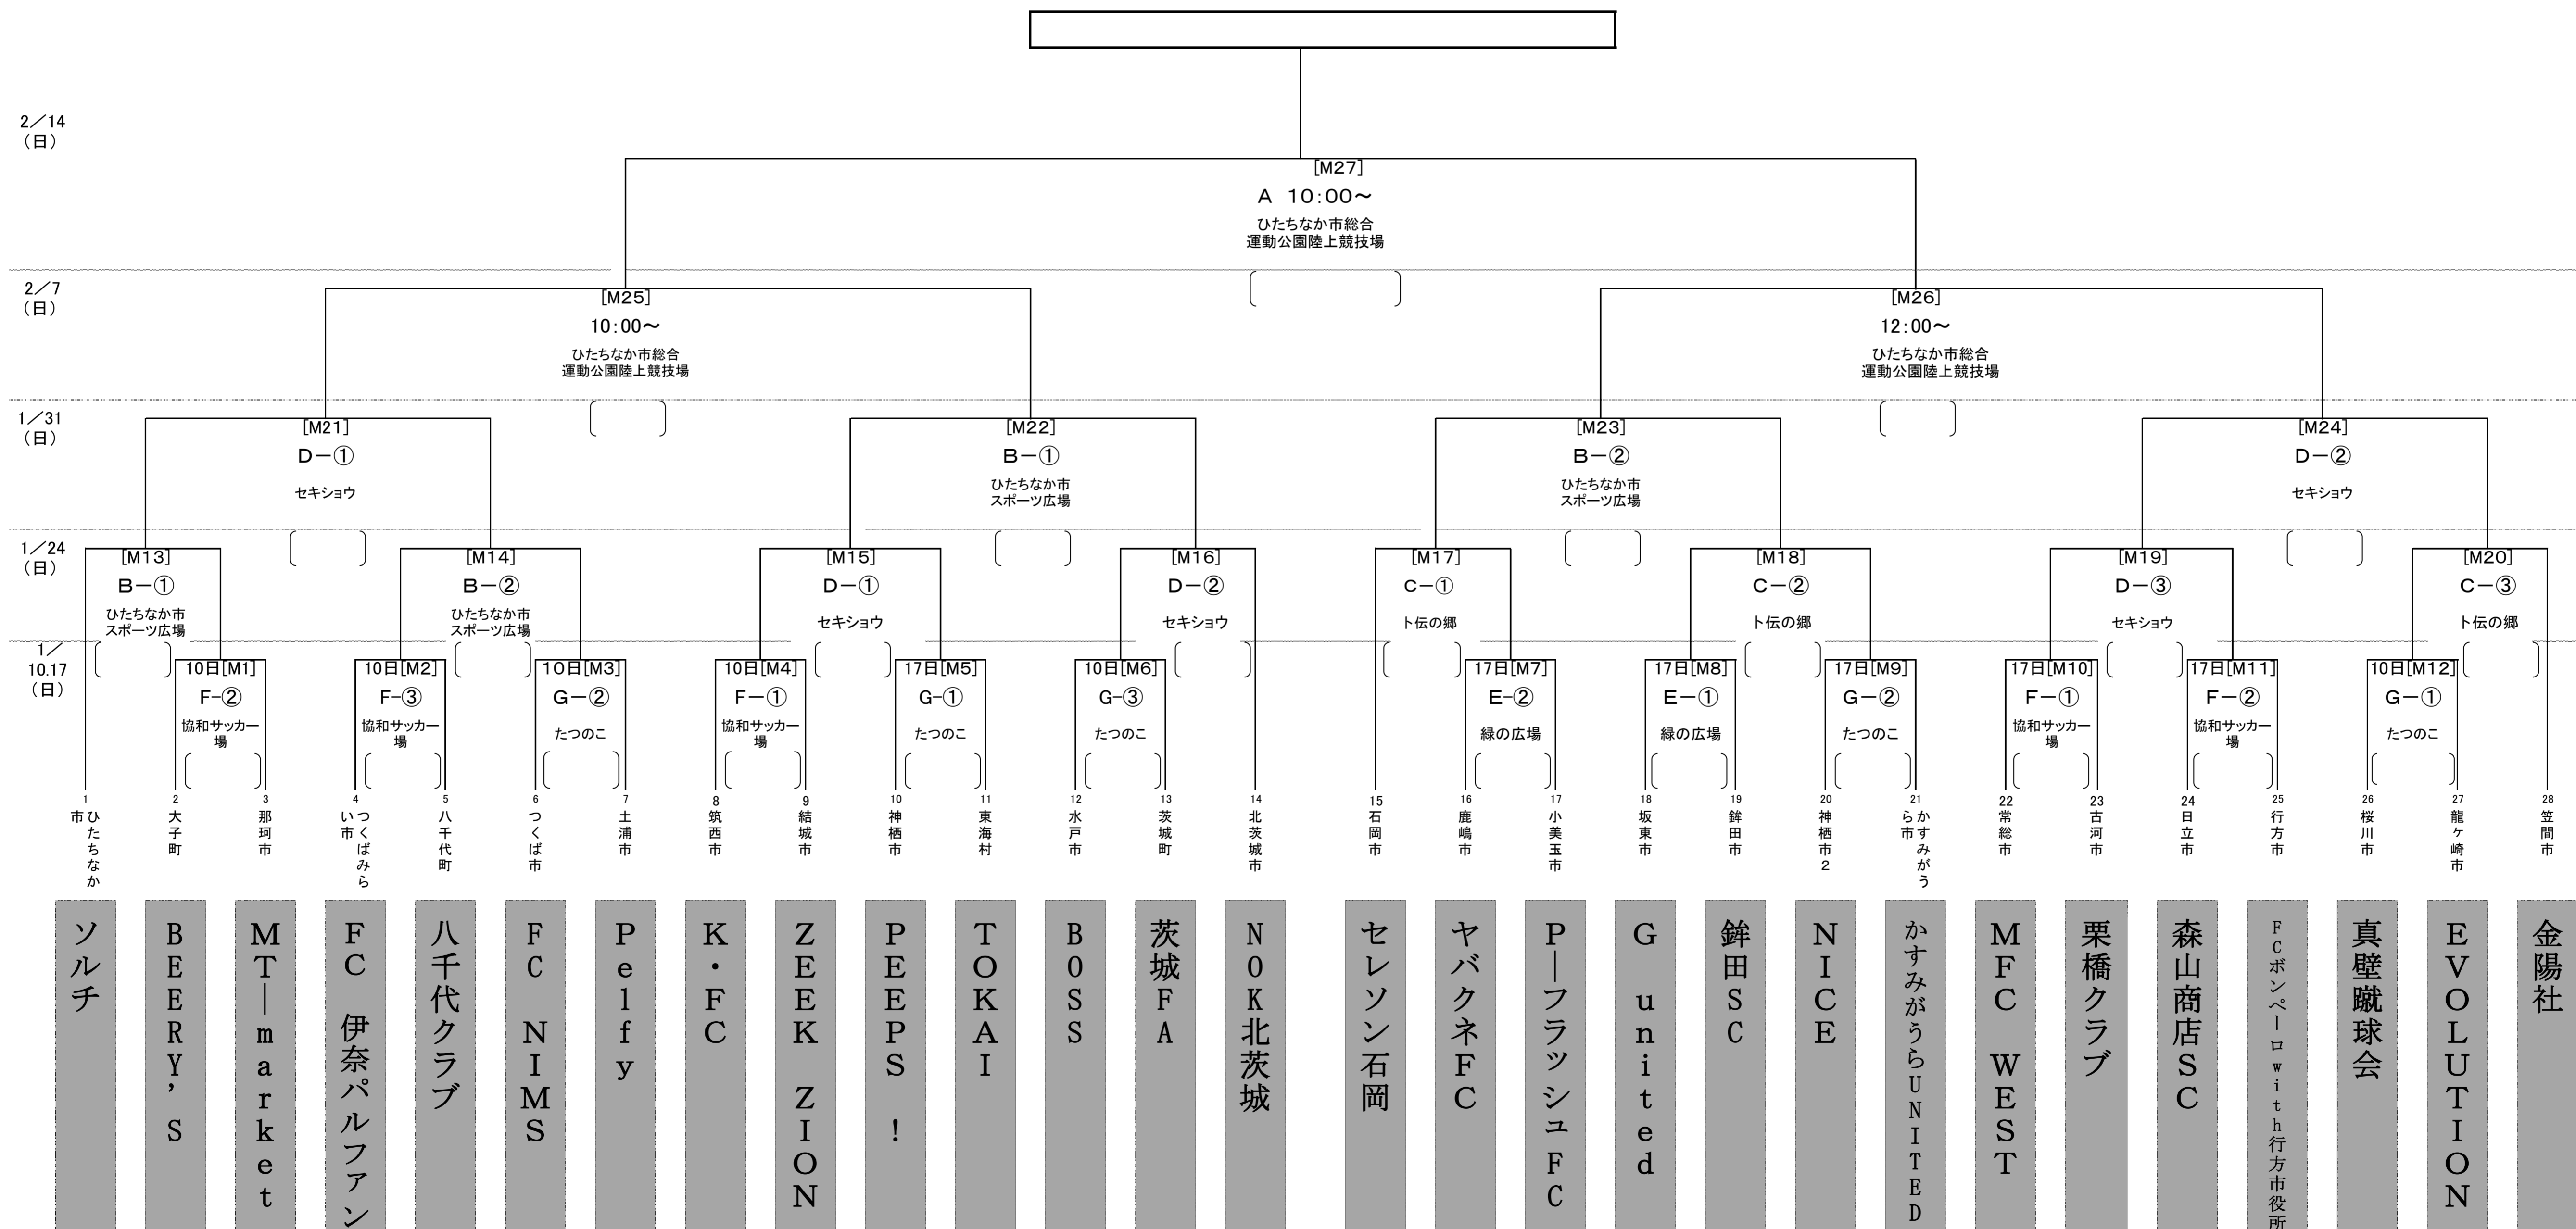 2／14
（日）
[M27]
A 10:00～
ひたちなか市総合
運動公園陸上競技場
2／7
（日）
[M25]
10:00～
ひたちなか市総合
運動公園陸上競技場
[M26]
12:00～
ひたちなか市総合
運動公園陸上競技場
1／31
（日）
[M21]
D－①
セキショウ
[M22]
B－①
ひたちなか市
スポーツ広場
[M23]
B－②
ひたちなか市
スポーツ広場
[M24]
D－②
セキショウ
1／24
（日）
[M13]
B－①
ひたちなか市
スポーツ広場
[M14]
B－②
ひたちなか市
スポーツ広場
[M15]
D－①
セキショウ
[M16]
D－②
セキショウ
[M17]
C－①
卜伝の郷
[M18]
C－②
卜伝の郷
[M19]
D－③
セキショウ
[M20]
C－③
卜伝の郷
1／
10.17
（日）
10日[M1]
F-②
協和サッカー
場
10日[M2]
F-③
協和サッカー
場
10日[M3]
G－②
たつのこ
10日[M4]
F－①
協和サッカー
場
17日[M5]
G-①
たつのこ
10日[M6]
G-③
たつのこ
17日[M7]
E-②
緑の広場
17日[M8]
E－①
緑の広場
17日[M9]
G－②
たつのこ
17日[M10]
F－①
協和サッカー
場
17日[M11]
F－②
協和サッカー
場
10日[M12]
G－①
たつのこ
1
ひたちなか
市
2
大子町
3
那珂市
4
つくばみら
い市
5
八千代町
6
つくば市
7
土浦市
8
筑西市
9
結城市
10
神栖市
11
東海村
12
水戸市
13
茨城町
14
北茨城市
15
石岡市
16
鹿嶋市
17
小美玉市
18
坂東市
19
鉾田市
20
神栖市２
21
かすみがう
ら市
22
常総市
23
古河市
24
日立市
25
行方市
26
桜川市
27
龍ヶ崎市
28
笠間市
ソルチ
BEERY’S
MT－market
FC 伊奈パルファン
八千代クラブ
FC NIMS
Pelfy
K・FC
ZEEK ZION
PEEPS！
TOKAI
BOSS
茨城FA
NOK北茨城
セレソン石岡
ヤバクネFC
P－フラッシュFC
G united
鉾田SC
NICE
かすみがうらUNITED
MFC WEST
栗橋クラブ
森山商店SC
FCボンペーロwith行方市役所
真壁蹴球会
EVOLUTION
金陽社